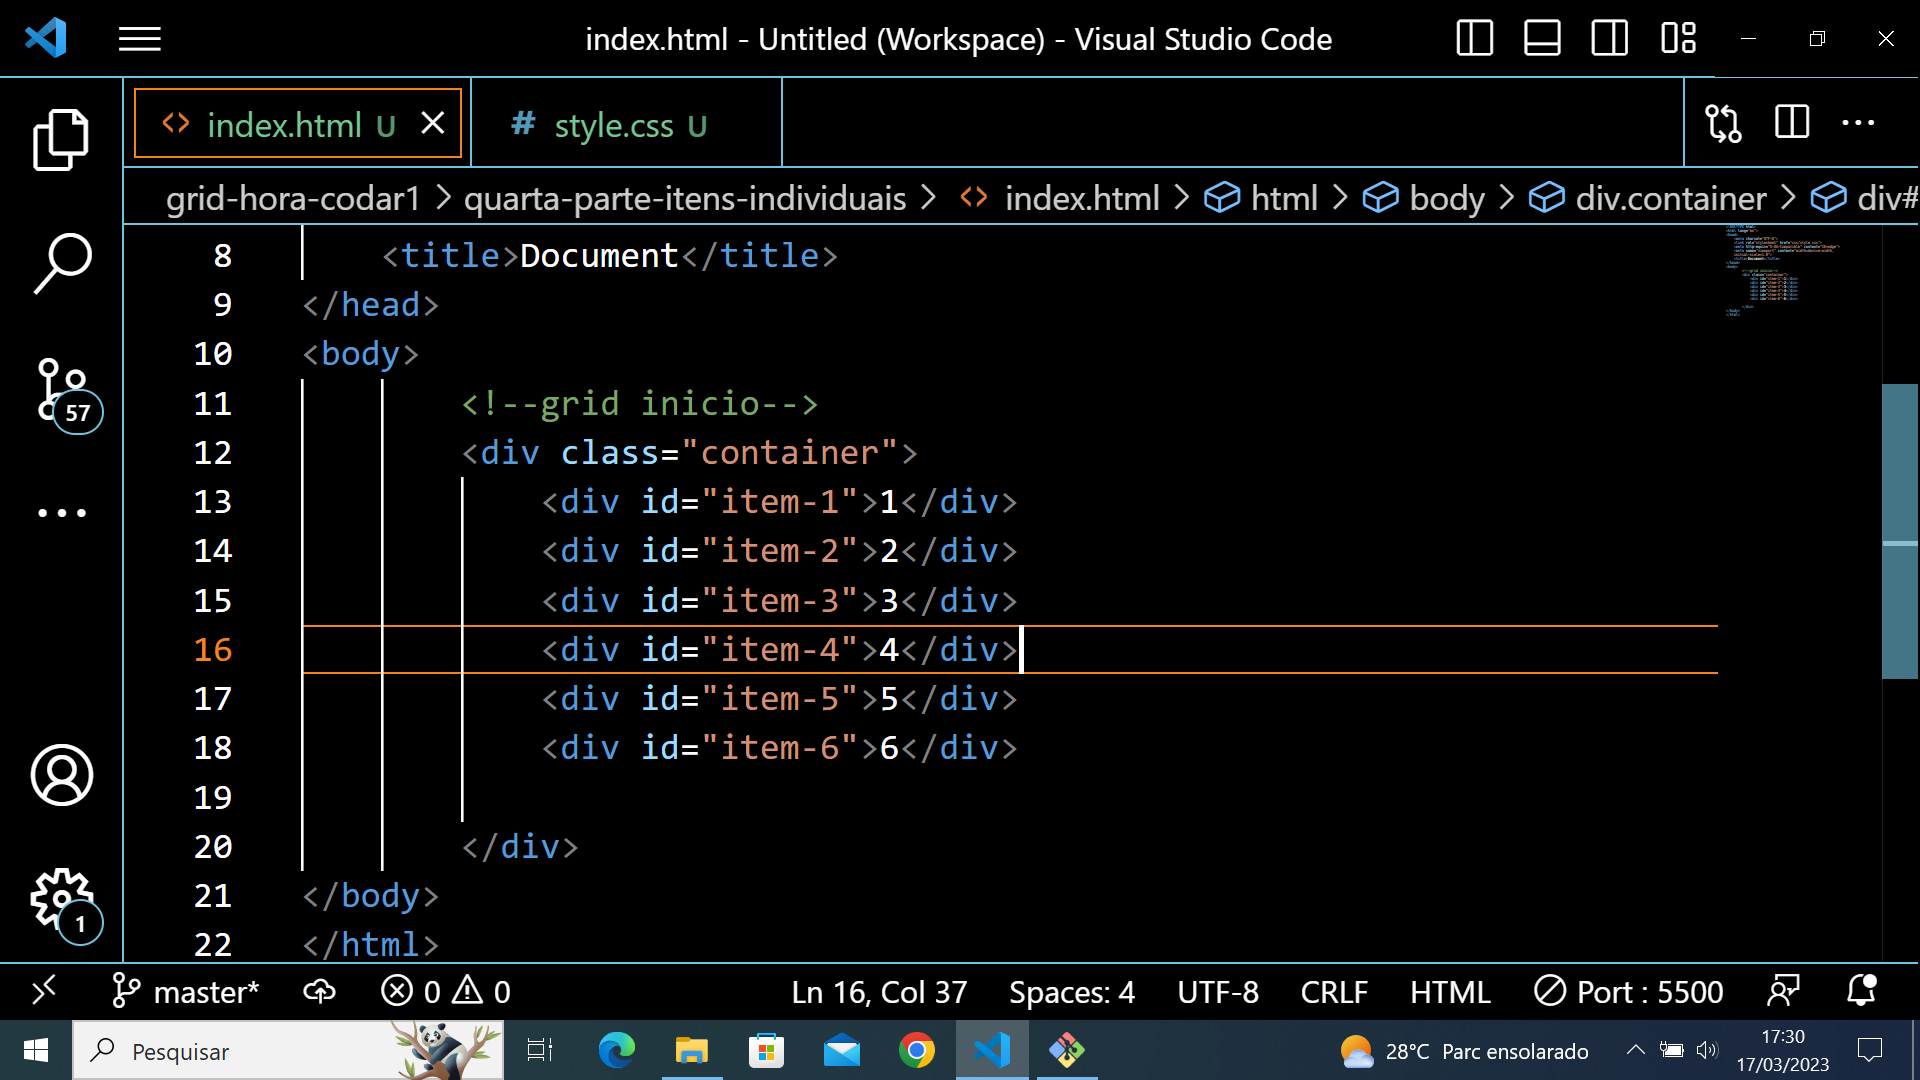 index.html - Untitled (Workspace) - Visual Studio Code
index.html U
style.css U
grid-hora-codar1 > quarta-parte-itens-individuais > index.html > html > body > div.container > div#
8 <title>Document</title>
9 </head>
10 <body>
11 <!--grid inicio-->
12 <div class="container">
13 <div id="item-1">1</div>
14 <div id="item-2">2</div>
15 <div id="item-3">3</div>
16 <div id="item-4">4</div>
17 <div id="item-5">5</div>
18 <div id="item-6">6</div>
19
20 </div>
21 </body>
22 </html>
57
1
master* 0 0 Ln 16, Col 37 Spaces: 4 UTF-8 CRLF HTML Port : 5500
Pesquisar
28°C Parc ensolarado
17:30
17/03/2023